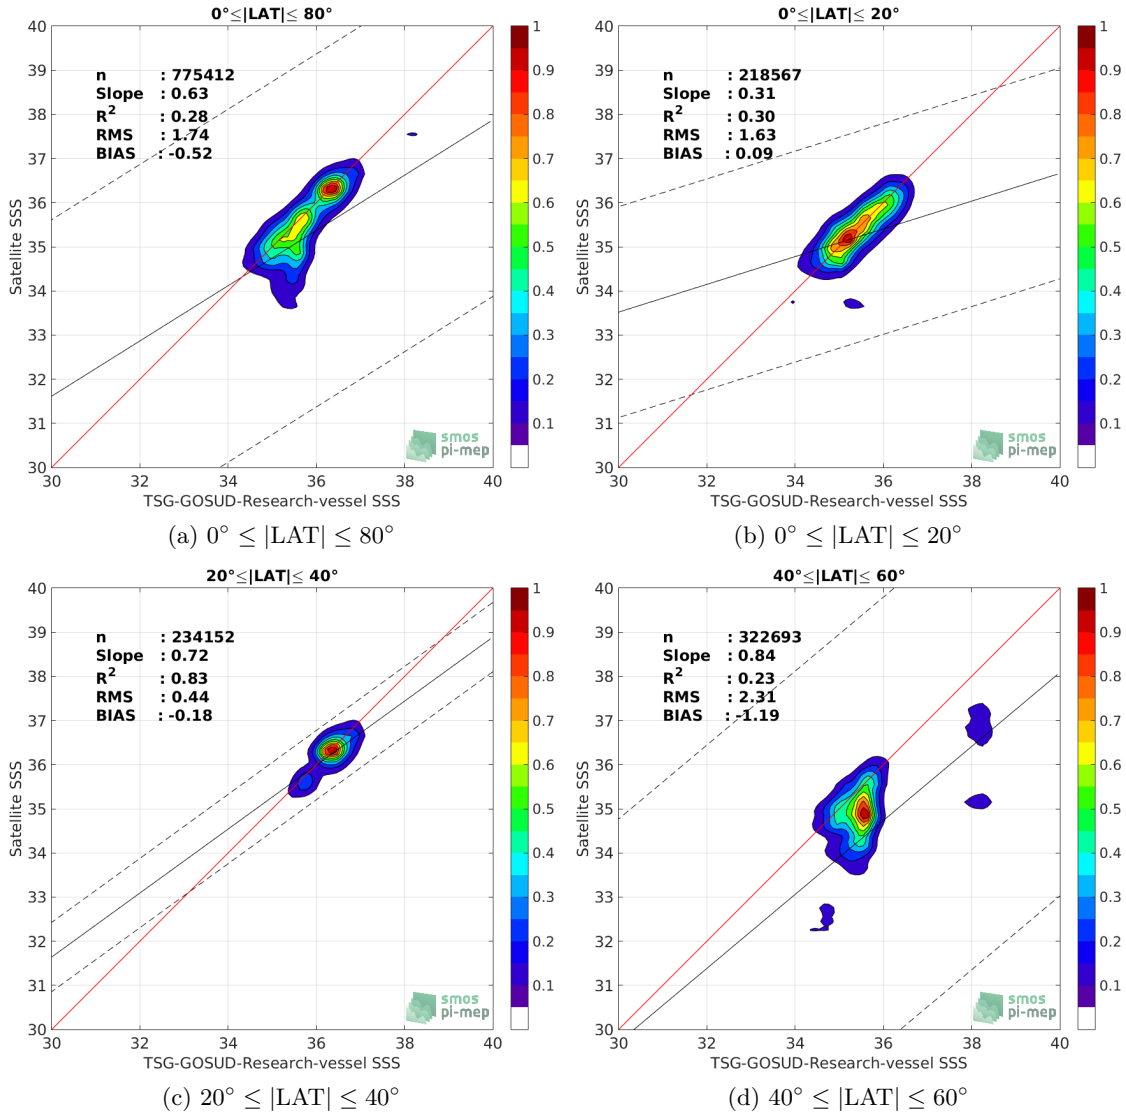 0°≤|LAT|≤ 80°
n : 775412
Slope : 0.63
R² : 0.28
RMS : 1.74
BIAS : -0.52
Satellite SSS
40
39
38
37
36
35
34
33
32
31
30
30 32 34 36 38 40
TSG-GOSUD-Research-vessel SSS
1
0.9
0.8
0.7
0.6
0.5
0.4
0.3
0.2
0.1
smos
pi-mep
(a) 0° ≤ |LAT| ≤ 80°
0°≤|LAT|≤ 20°
n : 218567
Slope : 0.31
R² : 0.30
RMS : 1.63
BIAS : 0.09
Satellite SSS
40
39
38
37
36
35
34
33
32
31
30
30 32 34 36 38 40
TSG-GOSUD-Research-vessel SSS
1
0.9
0.8
0.7
0.6
0.5
0.4
0.3
0.2
0.1
smos
pi-mep
(b) 0° ≤ |LAT| ≤ 20°
20°≤|LAT|≤ 40°
n : 234152
Slope : 0.72
R² : 0.83
RMS : 0.44
BIAS : -0.18
Satellite SSS
40
39
38
37
36
35
34
33
32
31
30
30 32 34 36 38 40
TSG-GOSUD-Research-vessel SSS
1
0.9
0.8
0.7
0.6
0.5
0.4
0.3
0.2
0.1
smos
pi-mep
(c) 20° ≤ |LAT| ≤ 40°
40°≤|LAT|≤ 60°
n : 322693
Slope : 0.84
R² : 0.23
RMS : 2.31
BIAS : -1.19
Satellite SSS
40
39
38
37
36
35
34
33
32
31
30
30 32 34 36 38 40
TSG-GOSUD-Research-vessel SSS
1
0.9
0.8
0.7
0.6
0.5
0.4
0.3
0.2
0.1
smos
pi-mep
(d) 40° ≤ |LAT| ≤ 60°